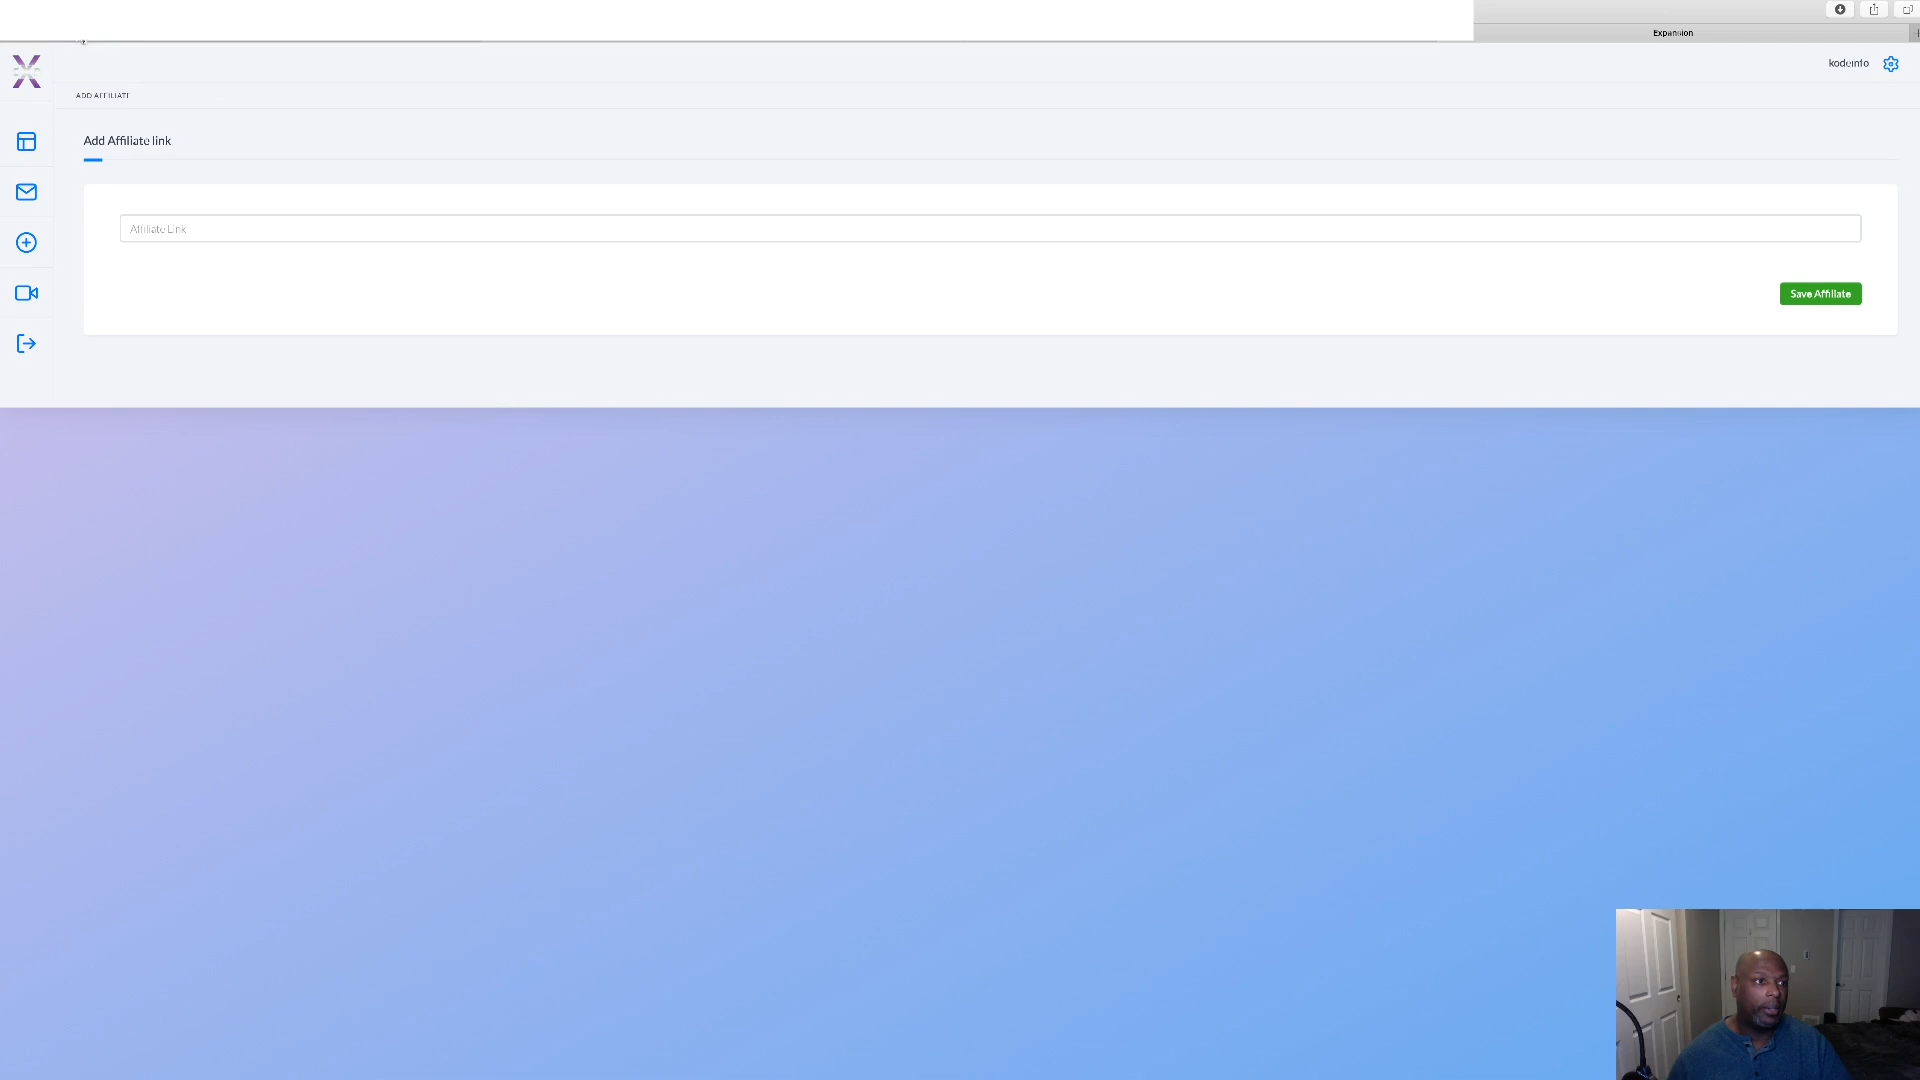 Expansion
kodeinfo
ADD AFFILIATE
Add Affiliate link
Affiliate Link
Save Affiliate